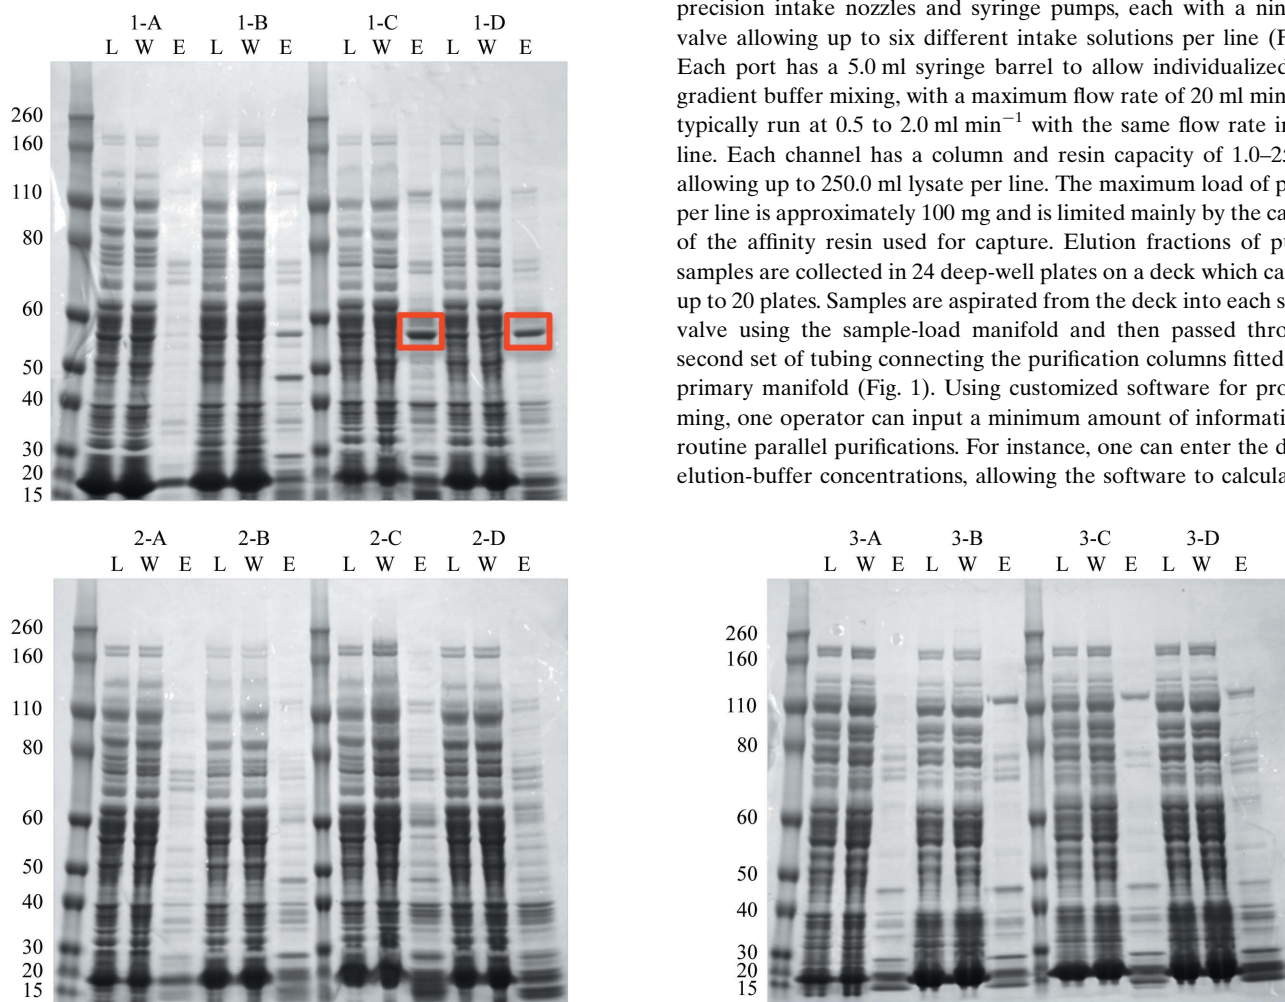 1-A 1-B 1-C 1-D
L W E L W E L W E L W E
260
160
110
80
60
50
40
30
20
15
precision intake nozzles and syringe pumps, each with a nin
valve allowing up to six different intake solutions per line (F
Each port has a 5.0 ml syringe barrel to allow individualized
gradient buffer mixing, with a maximum flow rate of 20 ml min
typically run at 0.5 to 2.0 ml min−1 with the same flow rate in
line. Each channel has a column and resin capacity of 1.0–25
allowing up to 250.0 ml lysate per line. The maximum load of p
per line is approximately 100 mg and is limited mainly by the ca
of the affinity resin used for capture. Elution fractions of pu
samples are collected in 24 deep-well plates on a deck which ca
up to 20 plates. Samples are aspirated from the deck into each s
valve using the sample-load manifold and then passed thro
second set of tubing connecting the purification columns fitted
primary manifold (Fig. 1). Using customized software for pro
ming, one operator can input a minimum amount of informati
routine parallel purifications. For instance, one can enter the d
elution-buffer concentrations, allowing the software to calcula
2-A 2-B 2-C 2-D
L W E L W E L W E L W E
260
160
110
80
60
50
40
30
20
15
3-A 3-B 3-C 3-D
L W E L W E L W E L W E
260
160
110
80
60
50
40
30
20
15